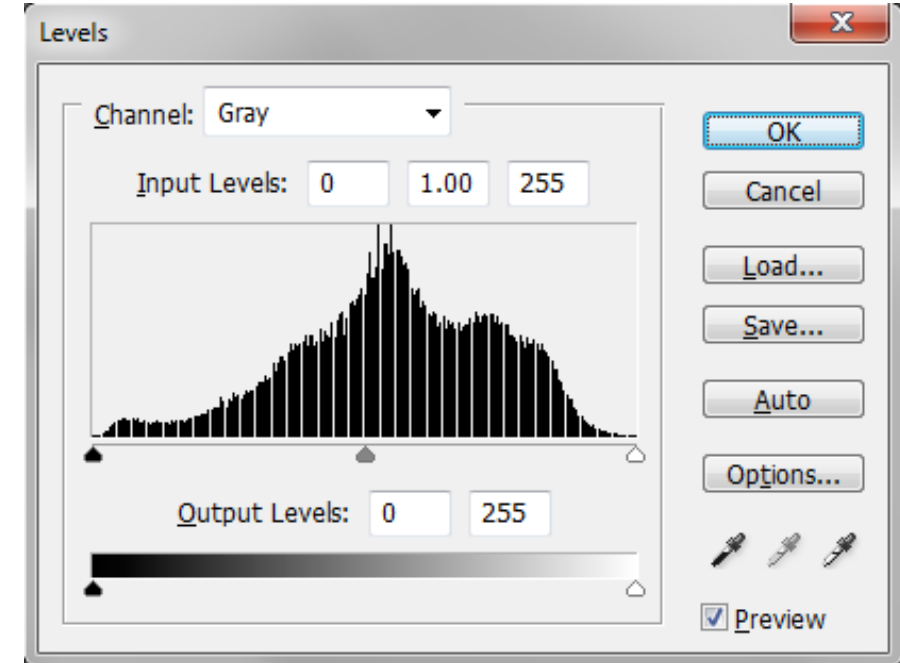 Levels
Channel: Gray
OK
Input Levels: 0 1.00 255
Cancel
Load...
Save...
Auto
Options...
Output Levels: 0 255
Preview